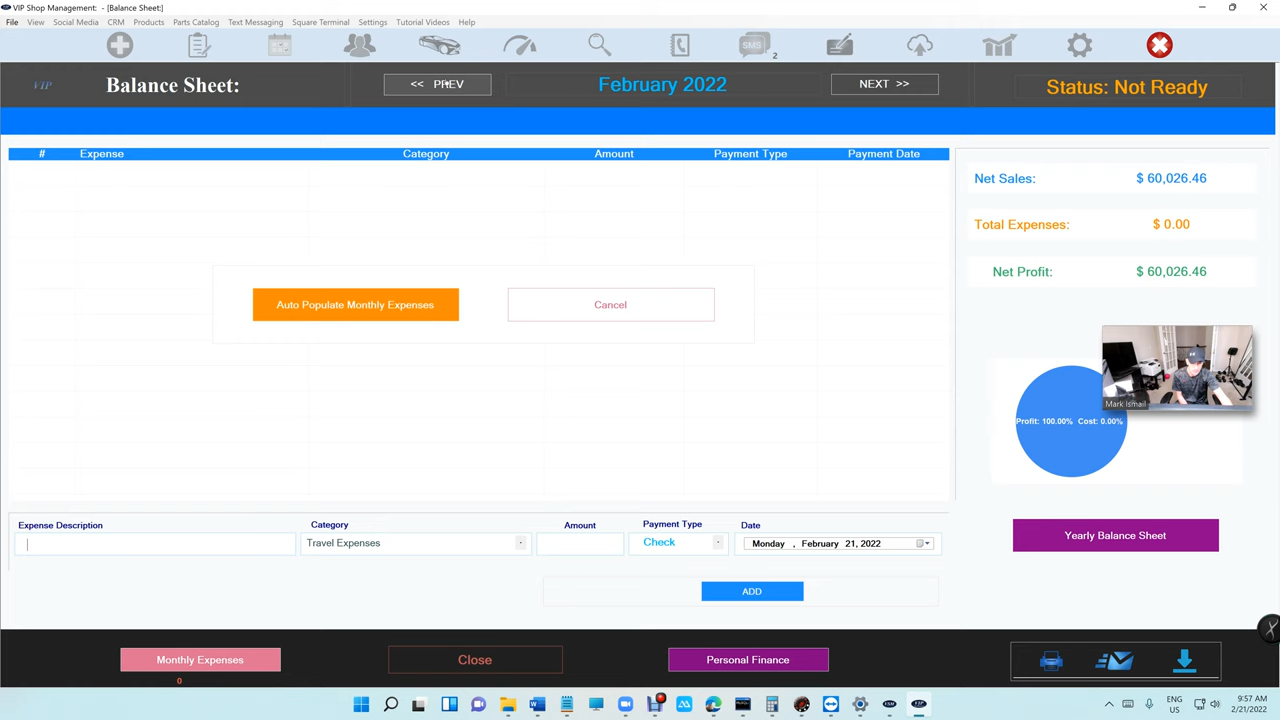 VIP Shop Management: - [Balance Sheet:]
File View Social Media CRM Products Parts Catalog Text Messaging Square Terminal Settings Tutorial Videos Help
SMS 2
VIP Balance Sheet: << PREV February 2022 NEXT >> Status: Not Ready
# Expense Category Amount Payment Type Payment Date
Net Sales: $ 60,026.46
Total Expenses: $ 0.00
Net Profit: $ 60,026.46
Auto Populate Monthly Expenses Cancel
Mark Ismail
Profit: 100.00% Cost: 0.00%
Expense Description Category Amount Payment Type Date
Travel Expenses Check Monday , February 21, 2022
Yearly Balance Sheet
ADD
Monthly Expenses Close Personal Finance
0
ENG 9:57 AM
US 2/21/2022